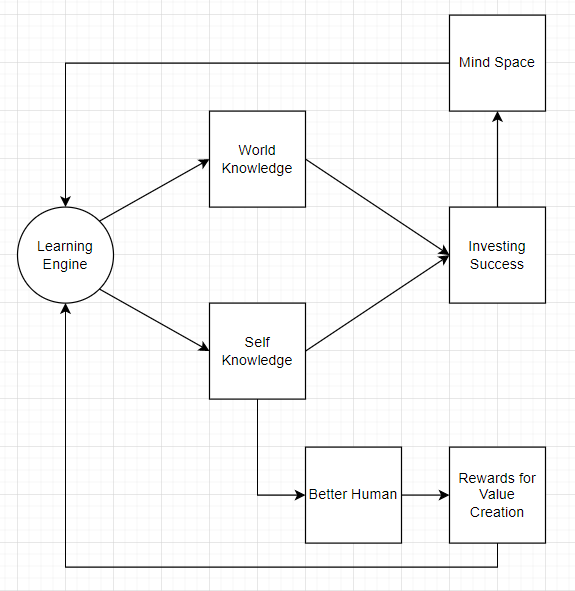 Mind Space
World
Knowledge
Learning
Engine
Investing
Success
Self
Knowledge
Better Human
Rewards for
Value
Creation